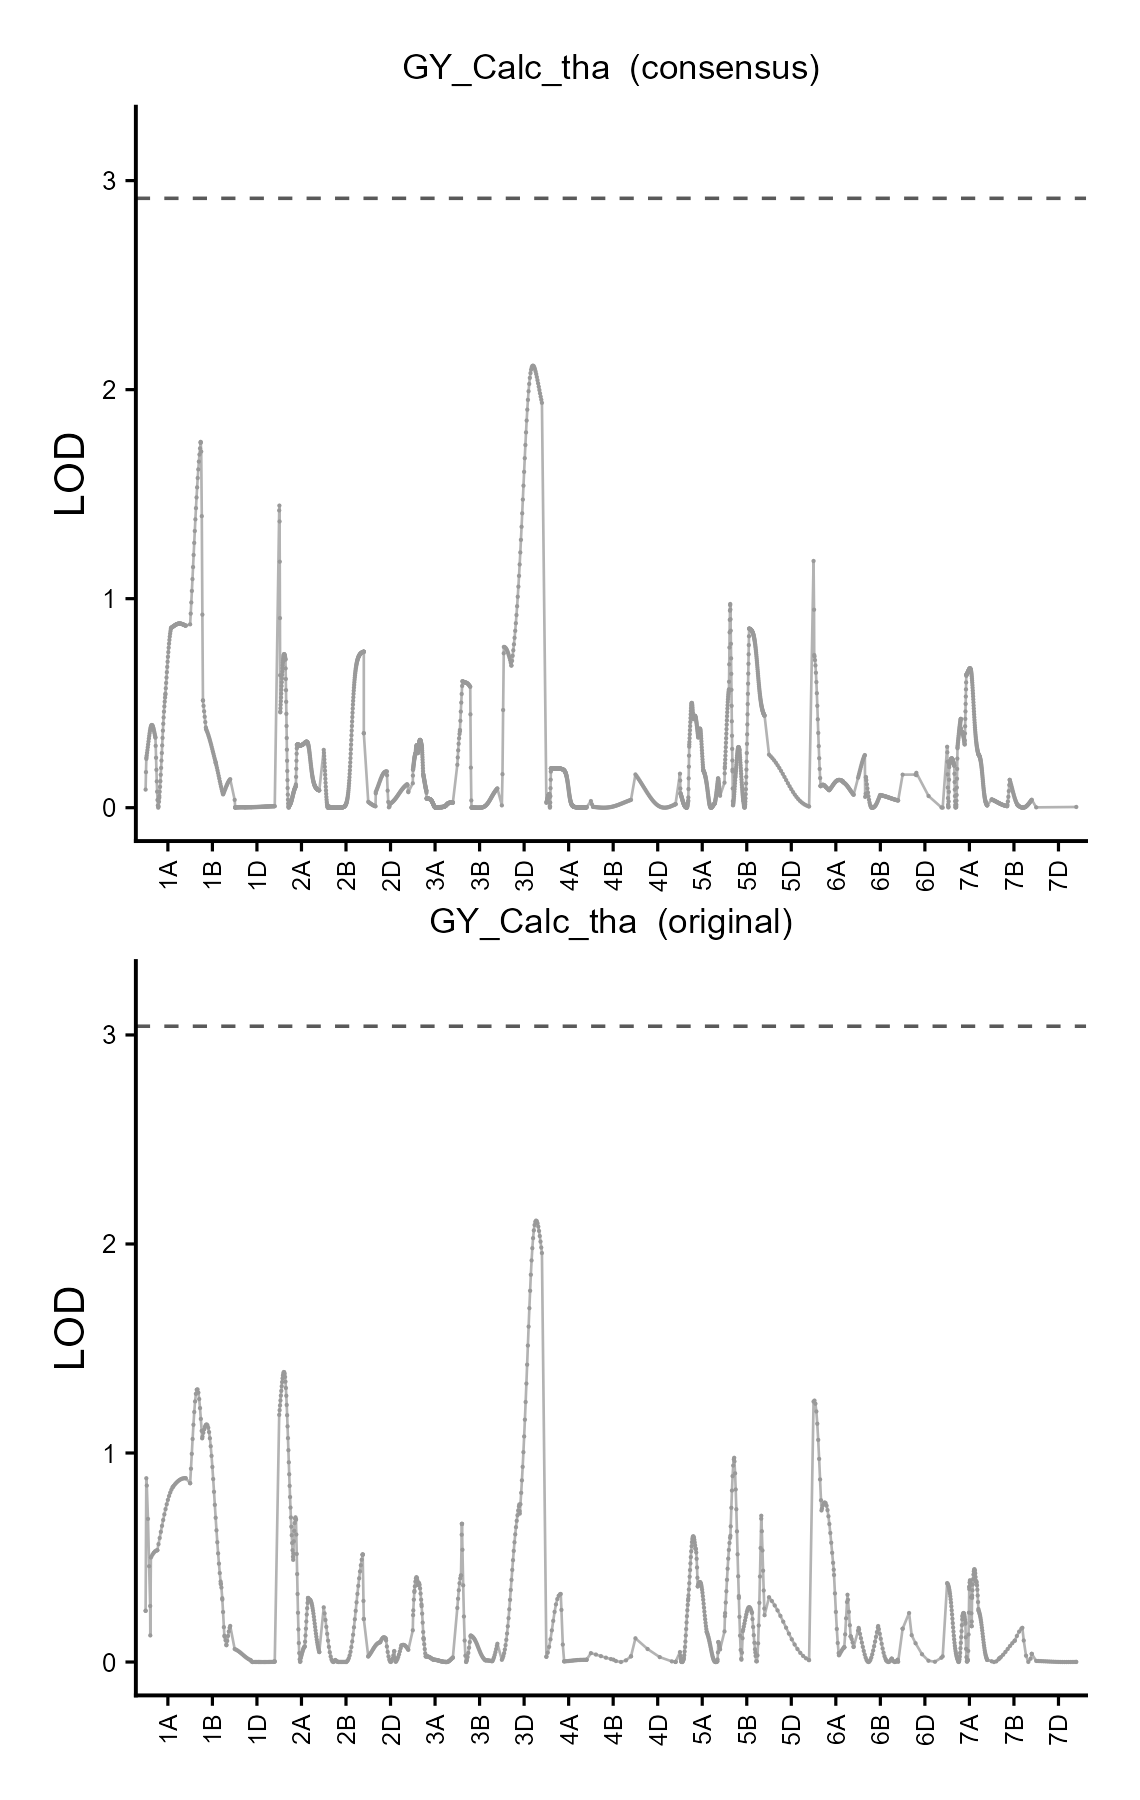 GY_Calc_tha (consensus)
LOD
3
2
1
0
1A 1B 1D 2A 2B 2D 3A 3B 3D 4A 4B 4D 5A 5B 5D 6A 6B 6D 7A 7B 7D
GY_Calc_tha (original)
LOD
3
2
1
0
1A 1B 1D 2A 2B 2D 3A 3B 3D 4A 4B 4D 5A 5B 5D 6A 6B 6D 7A 7B 7D